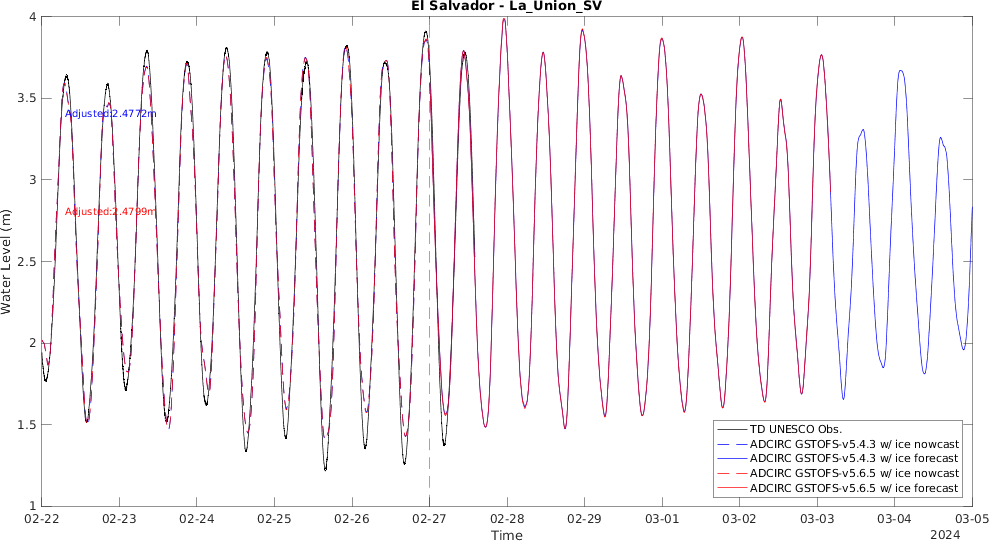 El Salvador - La_Union_SV
4
3.5
3
2.5
2
1.5
1
Water Level (m)
Adjusted:2.4772m
Adjusted:2.4799m
TD UNESCO Obs.
ADCIRC GSTOFS-v5.4.3 w/ ice nowcast
ADCIRC GSTOFS-v5.4.3 w/ ice forecast
ADCIRC GSTOFS-v5.6.5 w/ ice nowcast
ADCIRC GSTOFS-v5.6.5 w/ ice forecast
02-22 02-23 02-24 02-25 02-26 02-27 02-28 02-29 03-01 03-02 03-03 03-04 03-05
Time
2024